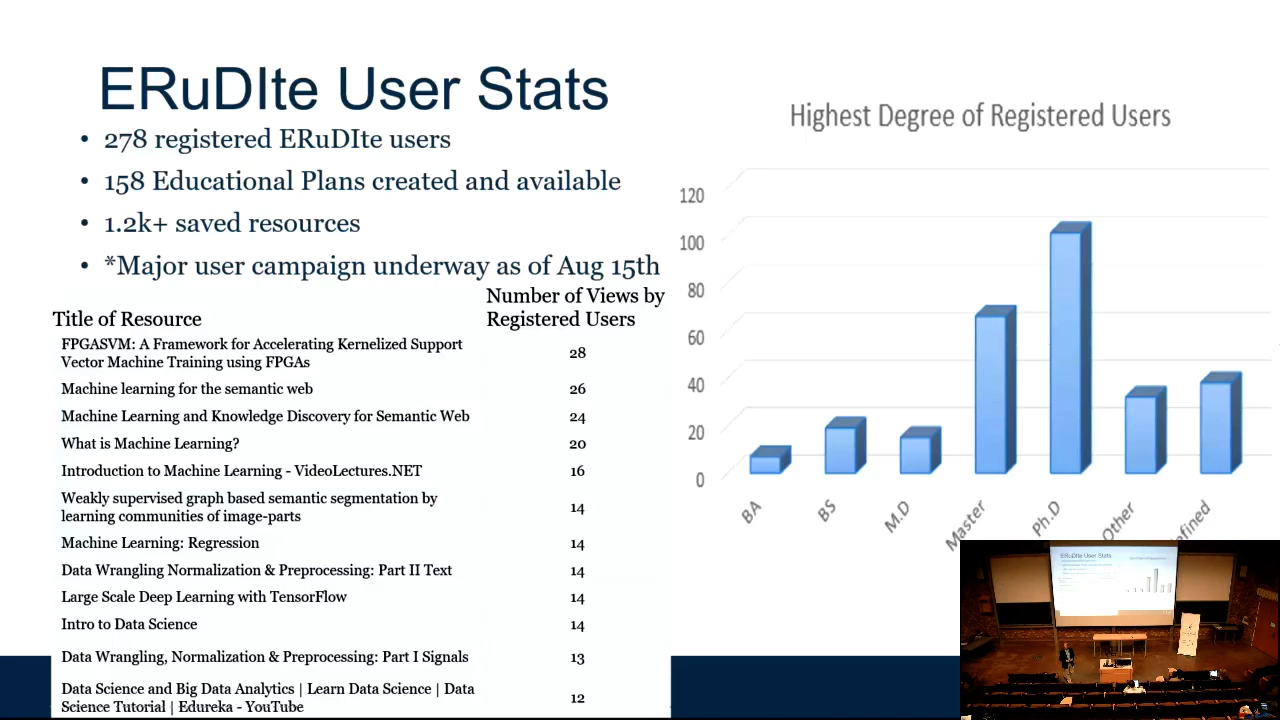 ERuDIte User Stats
• 278 registered ERuDIte users
• 158 Educational Plans created and available
• 1.2k+ saved resources
• *Major user campaign underway as of Aug 15th
Title of Resource
Number of Views by
Registered Users
FPGASVM: A Framework for Accelerating Kernelized Support
Vector Machine Training using FPGAs
28
Machine learning for the semantic web
26
Machine Learning and Knowledge Discovery for Semantic Web
24
What is Machine Learning?
20
Introduction to Machine Learning - VideoLectures.NET
16
Weakly supervised graph based semantic segmentation by
learning communities of image-parts
14
Machine Learning: Regression
14
Data Wrangling Normalization & Preprocessing: Part II Text
14
Large Scale Deep Learning with TensorFlow
14
Intro to Data Science
14
Data Wrangling, Normalization & Preprocessing: Part I Signals
13
Data Science and Big Data Analytics | Learn Data Science | Data
Science Tutorial | Edureka - YouTube
12
Highest Degree of Registered Users
120
100
80
60
40
20
0
BA
BS
M.D
Master
Ph.D
Other
efined
ERuDIte User Stats